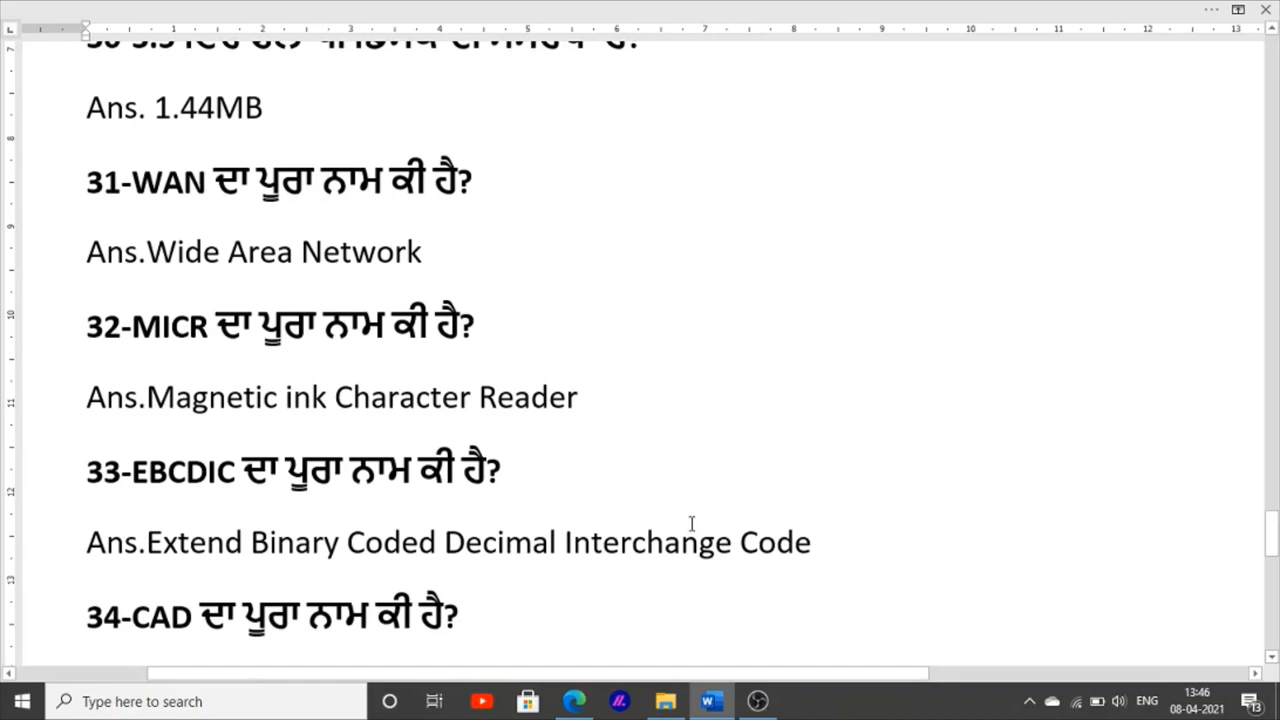 Ans. 1.44MB
31-WAN ਦਾ ਪੂਰਾ ਨਾਮ ਕੀ ਹੈ?
Ans.Wide Area Network
32-MICR ਦਾ ਪੂਰਾ ਨਾਮ ਕੀ ਹੈ?
Ans.Magnetic ink Character Reader
33-EBCDIC ਦਾ ਪੂਰਾ ਨਾਮ ਕੀ ਹੈ?
Ans.Extend Binary Coded Decimal Interchange Code
34-CAD ਦਾ ਪੂਰਾ ਨਾਮ ਕੀ ਹੈ?
Type here to search
ENG
13:46
08-04-2021
13